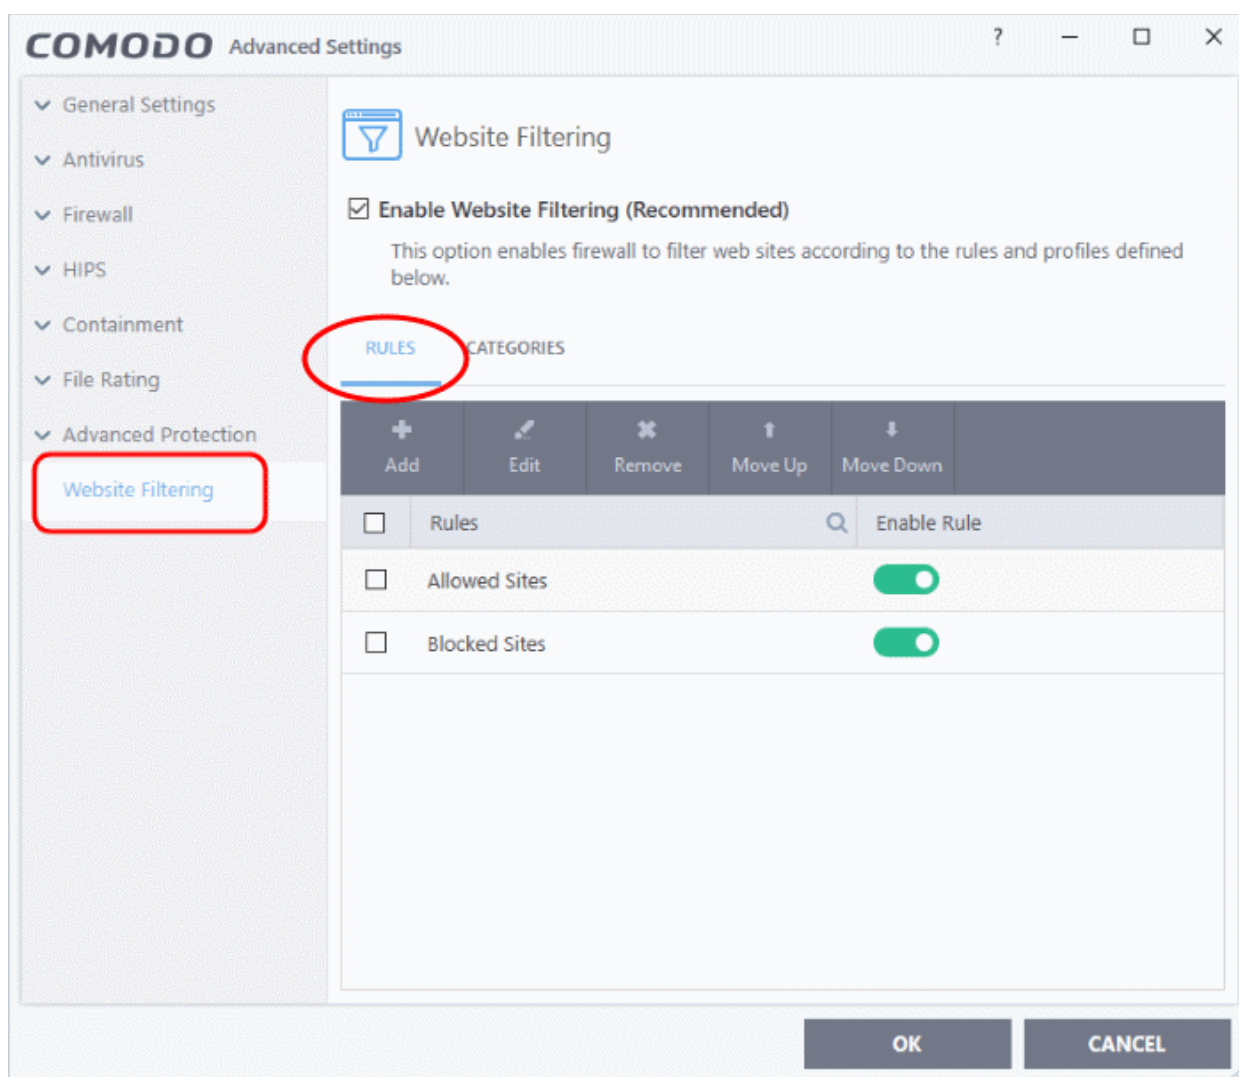 COMODO Advanced Settings ?
General Settings
Antivirus
Firewall
HIPS
Containment
File Rating
Advanced Protection
Website Filtering
Website Filtering
Enable Website Filtering (Recommended)
This option enables firewall to filter web sites according to the rules and profiles defined
below.
RULES CATEGORIES
Add Edit Remove Move Up Move Down
Rules Enable Rule
Allowed Sites
Blocked Sites
OK CANCEL